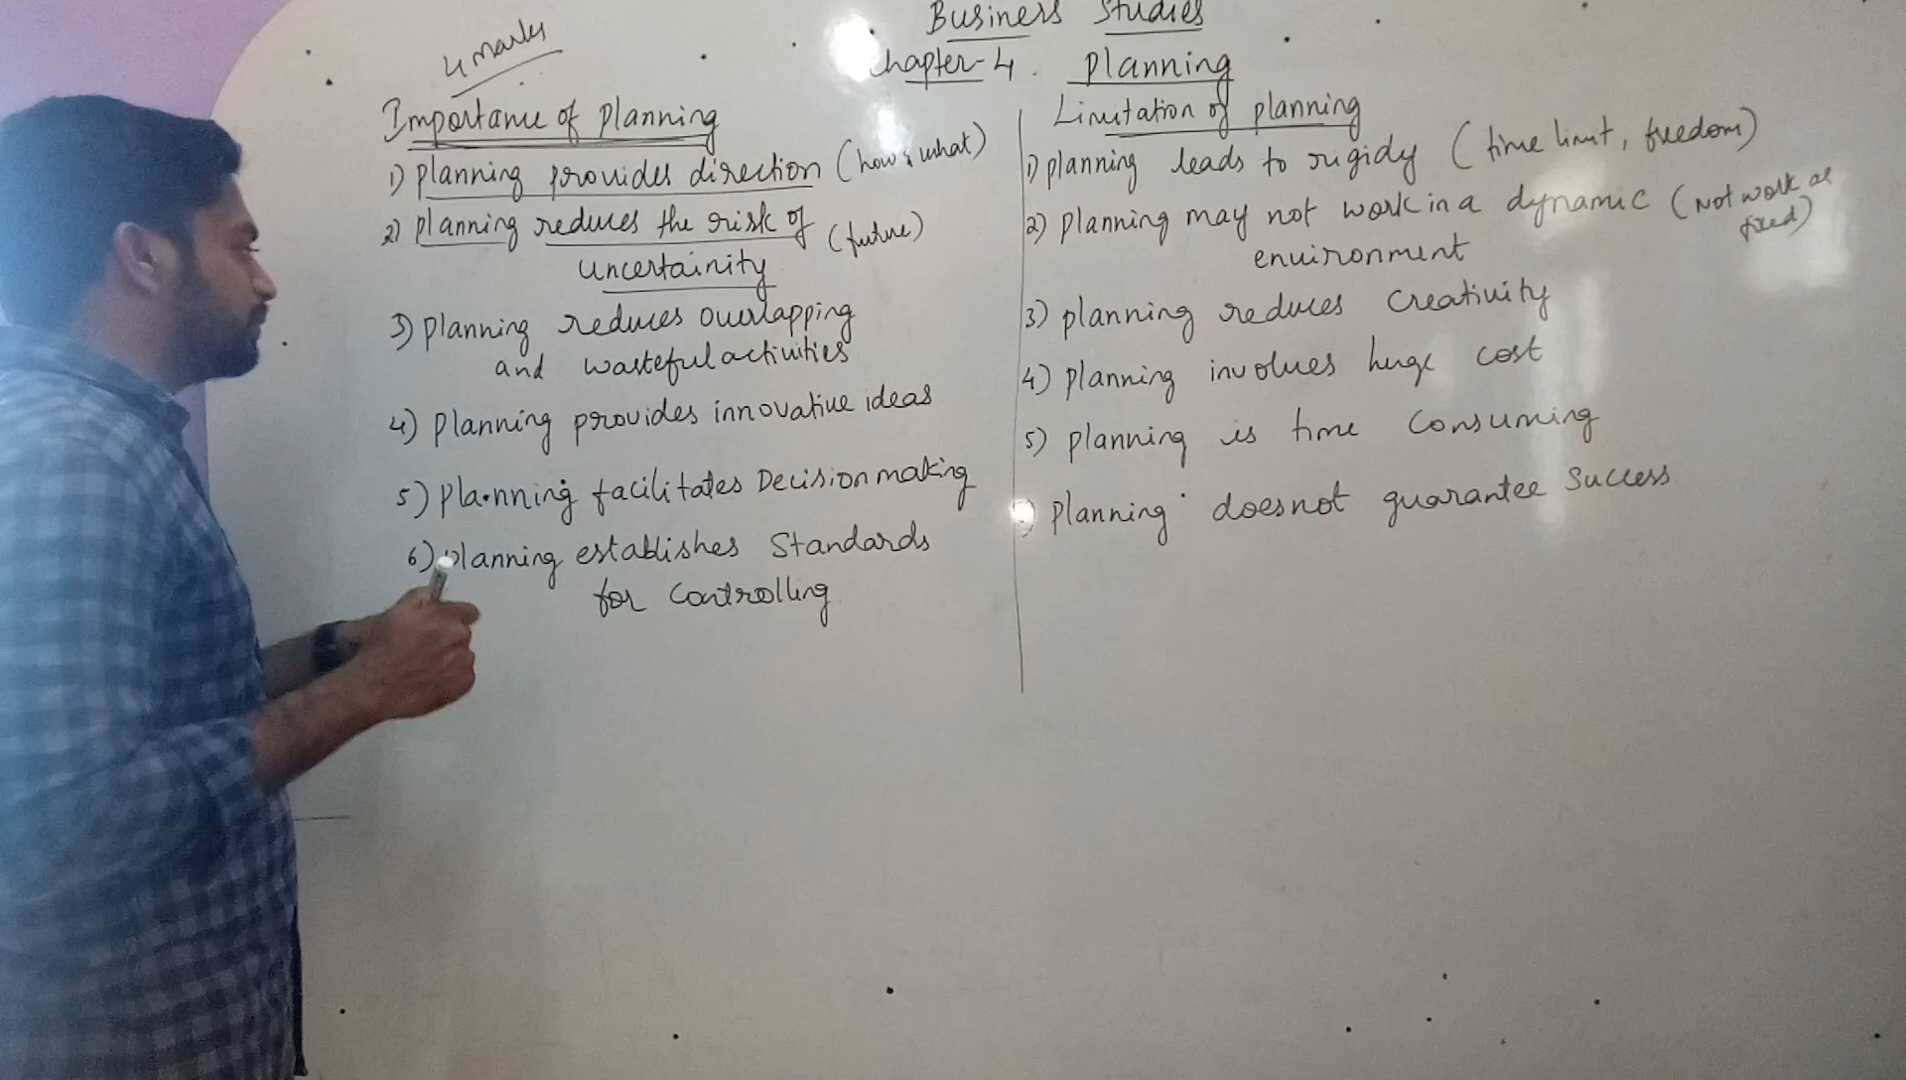 Business Studies
Chapter-4. Planning
4 marks
Importance of planning
1) Planning provides direction (how & what)
2) Planning reduces the risk of (future)
uncertainity
3) planning reduces overlapping
and wasteful activities
4) Planning provides innovative ideas
5) Planning facilitates Decision making
6) planning establishes Standards
for Controlling
Limitation of planning
1) planning leads to rigidy (time limit, freedom)
2) Planning may not work in a dynamic (Not work as
fixed)
environment
3) planning reduces creativity
4) planning involves huge cost
5) planning is time consuming
planning does not guarantee success